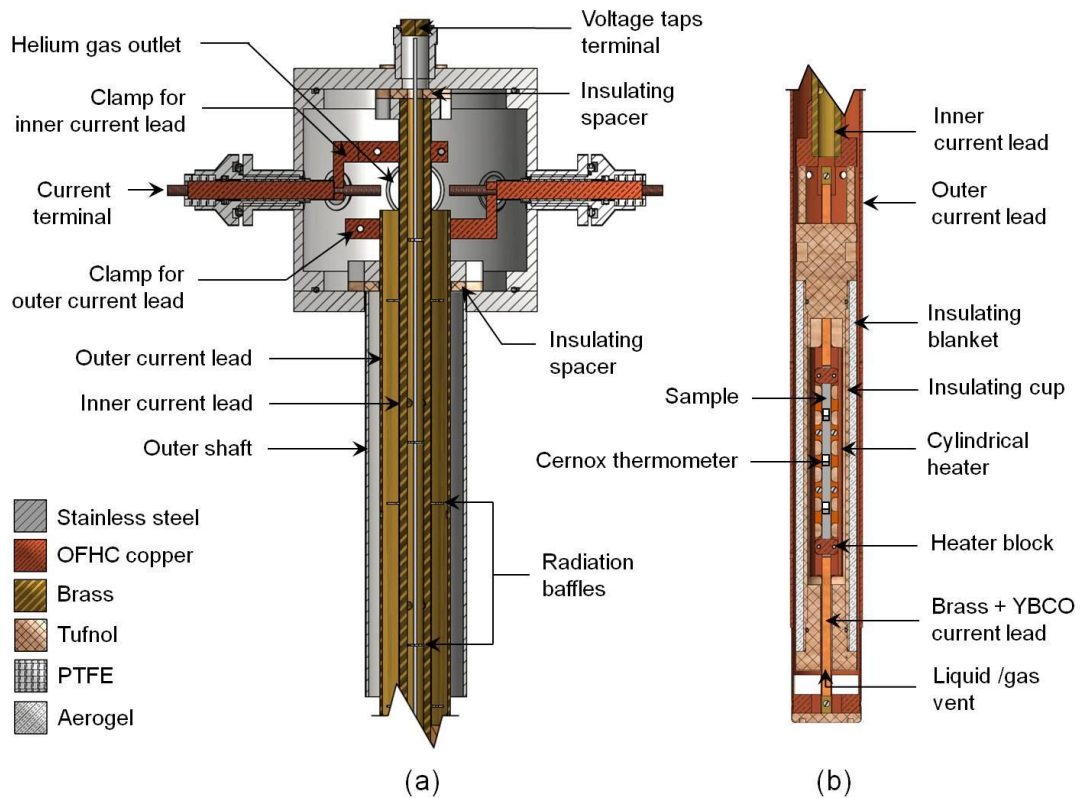 Voltage taps
terminal
Helium gas outlet
Insulating
spacer
Clamp for
inner current lead
Current
terminal
Clamp for
outer current lead
Insulating
spacer
Outer current lead
Inner current lead
Outer shaft
Radiation
baffles
Stainless steel
OFHC copper
Brass
Tufnol
PTFE
Aerogel
(a)
Inner
current lead
Outer
current lead
Insulating
blanket
Insulating cup
Sample
Cylindrical
heater
Cernox thermometer
Heater block
Brass + YBCO
current lead
Liquid /gas
vent
(b)